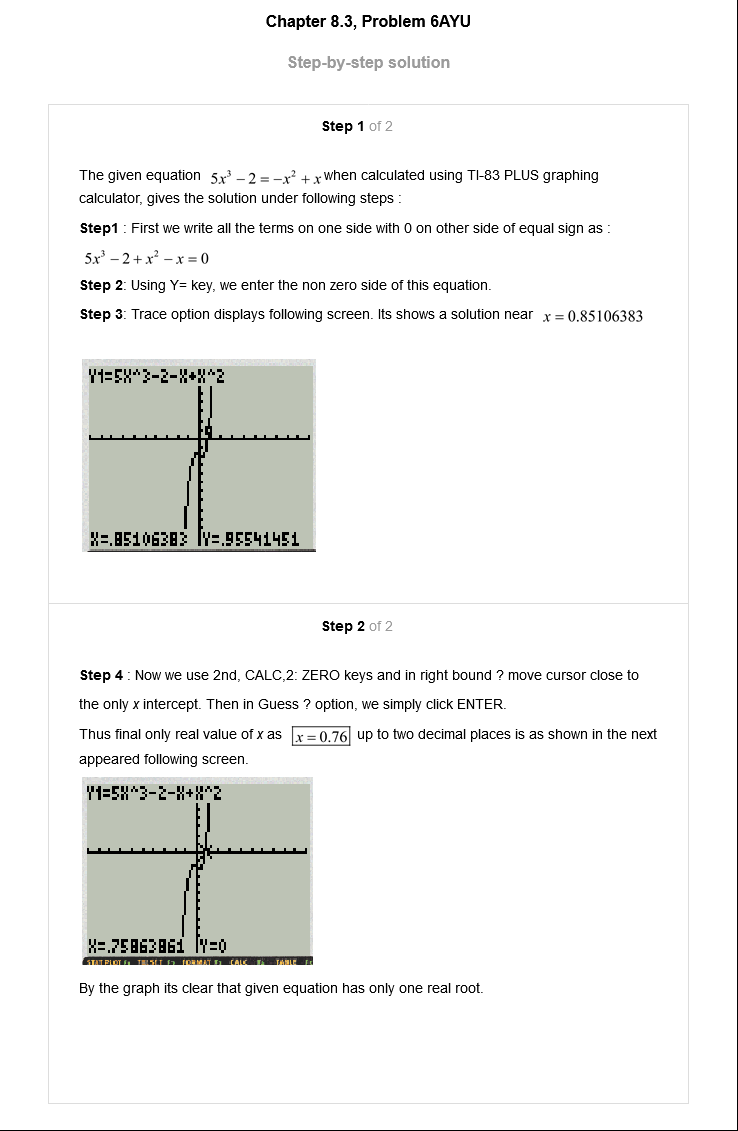 Chapter 8.3, Problem 6AYU
Step-by-step solution
Step 1 of 2
The given equation 5x³ − 2 = −x² + x when calculated using TI-83 PLUS graphing
calculator, gives the solution under following steps :
Step1 : First we write all the terms on one side with 0 on other side of equal sign as :
5x³ − 2 + x² − x = 0
Step 2: Using Y= key, we enter the non zero side of this equation.
Step 3: Trace option displays following screen. Its shows a solution near x = 0.85106383
Y1=5X^3-2-X+X^2
X=.85106383 Y=.95541451
Step 2 of 2
Step 4 : Now we use 2nd, CALC,2: ZERO keys and in right bound ? move cursor close to
the only x intercept. Then in Guess ? option, we simply click ENTER.
Thus final only real value of x as x = 0.76 up to two decimal places is as shown in the next
appeared following screen.
Y1=5X^3-2-X+X^2
X=.75863861 Y=0
STAT PLOT F1 TBLSET F2 FORMAT F3 CALC F4 TABLE F5
By the graph its clear that given equation has only one real root.